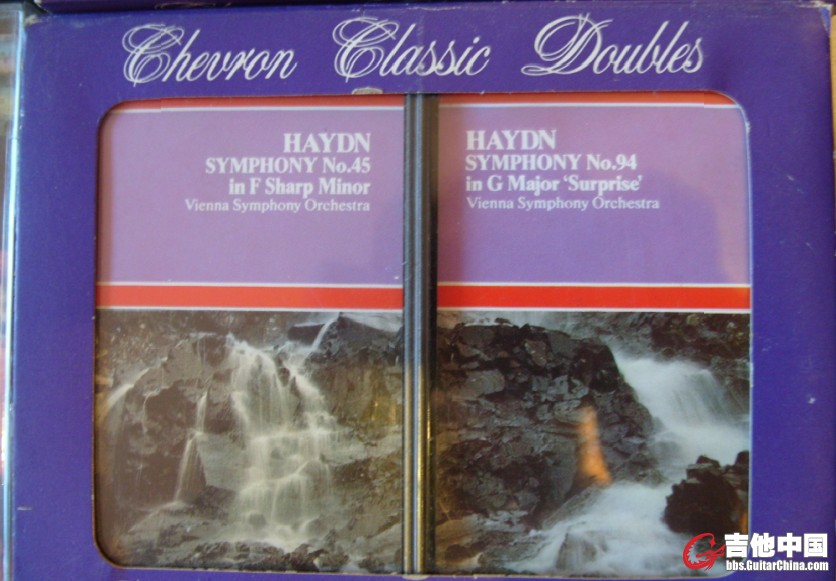 Chevron Classic Doubles
HAYDN
SYMPHONY No.45
in F Sharp Minor
Vienna Symphony Orchestra
HAYDN
SYMPHONY No.94
in G Major ‘Surprise’
Vienna Symphony Orchestra
吉他中国
bbs.GuitarChina.com